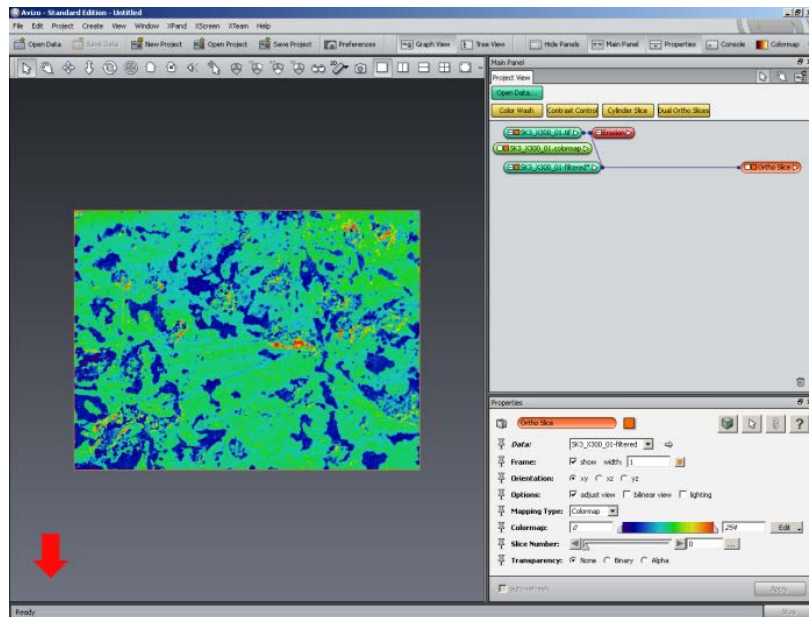 Avizo - Standard Edition - Untitled
File Edit Project Create View Window XPand XScreen XTeam Help
Open Data Save Data New Project Open Project Save Project Preferences Graph View Tree View Hide Panels Main Panel Properties Console Colormap
Main Panel
Project View
Open Data...
Color Wash Contrast Control Cylinder Slice Dual Ortho Slices
SK3_X300_01.tif Erosion
SK3_X300_01.colormap
SK3_X300_01-filtered* Ortho Slice
Properties
Ortho Slice
Data: SK3_X300_01-filtered
Frame: show width: 1
Orientation: xy xz yz
Options: adjust view bilinear view lighting
Mapping Type: Colormap
Colormap: 0 254 Edit
Slice Number: 0 ...
Transparency: None Binary Alpha
auto-refresh Apply
Ready Stop